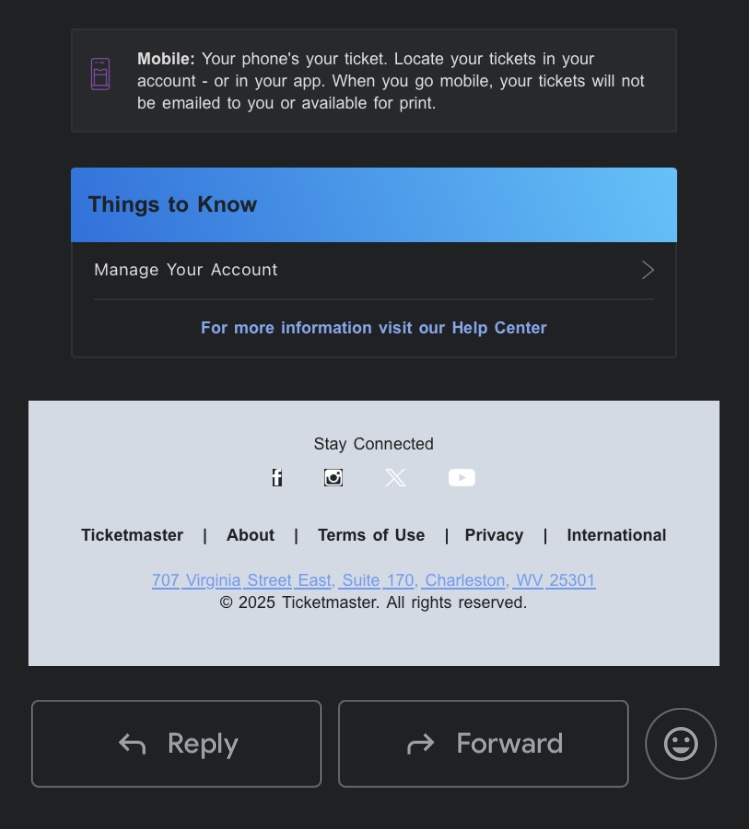 Mobile: Your phone's your ticket. Locate your tickets in your
account - or in your app. When you go mobile, your tickets will not
be emailed to you or available for print.
Things to Know
Manage Your Account
For more information visit our Help Center
Stay Connected
Ticketmaster | About | Terms of Use | Privacy | International
707 Virginia Street East, Suite 170, Charleston, WV 25301
© 2025 Ticketmaster. All rights reserved.
Reply
Forward